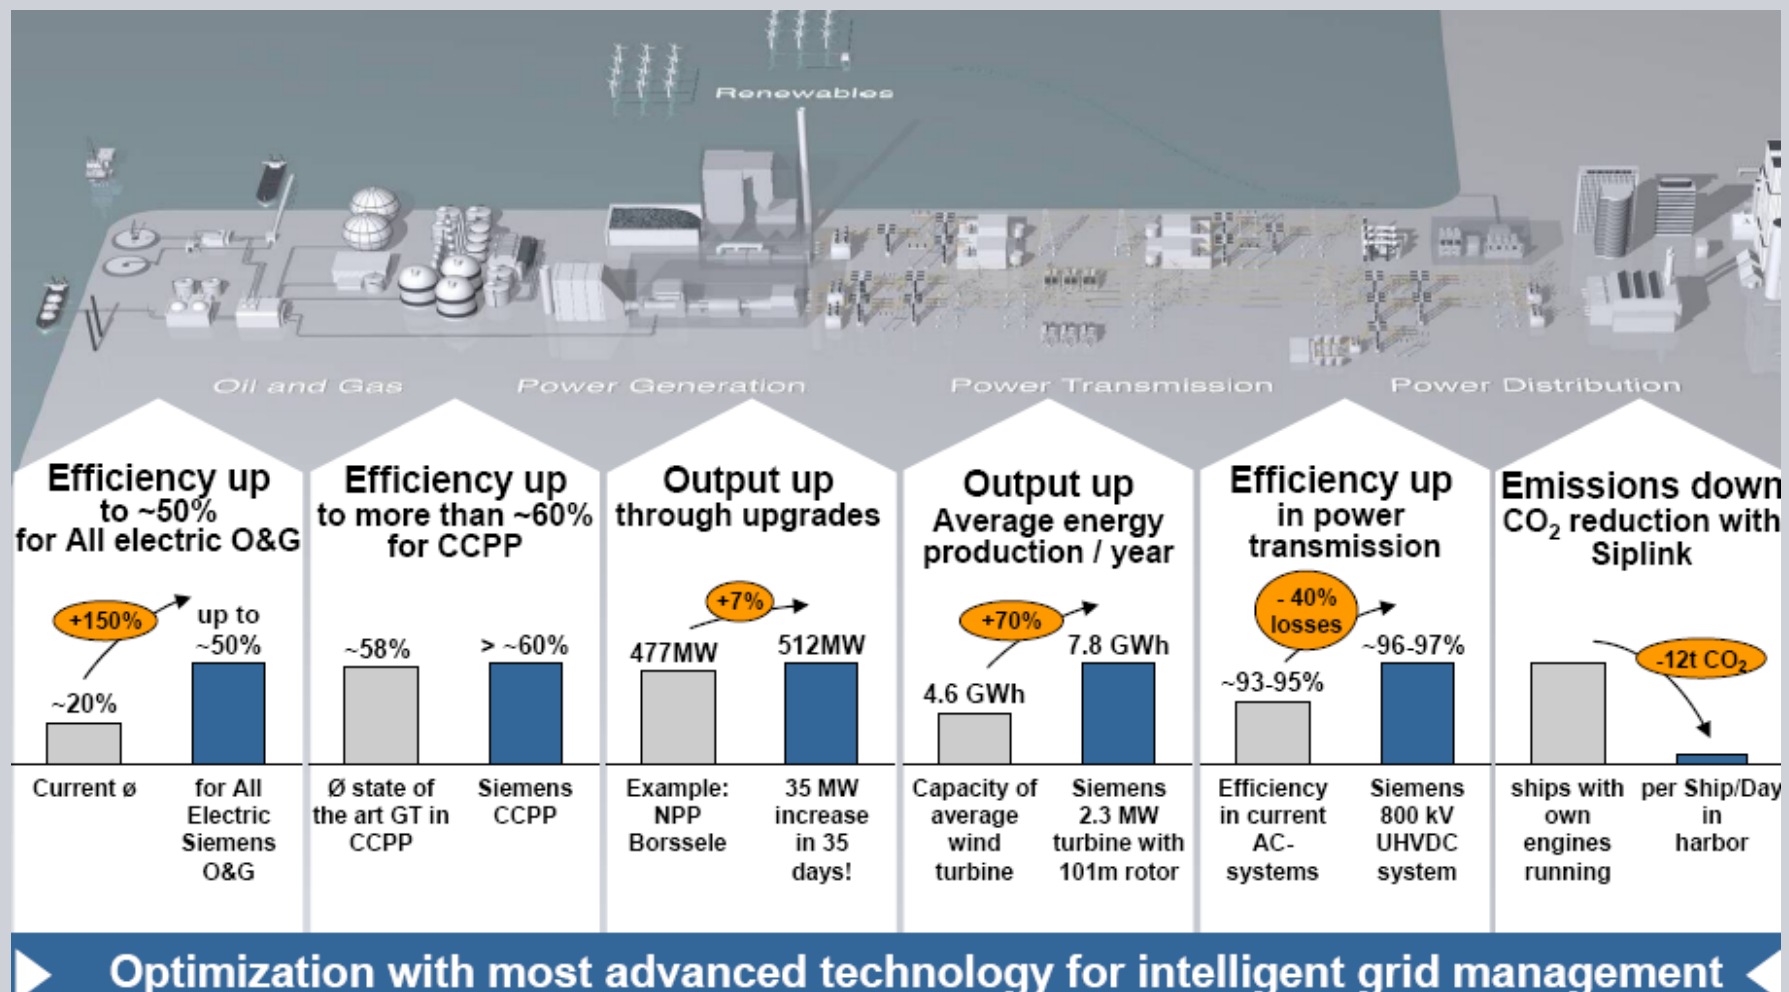 Renewables
Oil and Gas
Power Generation
Power Transmission
Power Distribution
Efficiency up
to ~50%
for All electric O&G
+150%
up to
~50%
~20%
Current ø
for All
Electric
Siemens
O&G
Efficiency up
to more than ~60%
for CCPP
~58%
> ~60%
Ø state of
the art GT in
CCPP
Siemens
CCPP
Output up
through upgrades
+7%
477MW
512MW
Example:
NPP
Borssele
35 MW
increase
in 35
days!
Output up
Average energy
production / year
+70%
7.8 GWh
4.6 GWh
Capacity of
average
wind
turbine
Siemens
2.3 MW
turbine with
101m rotor
Efficiency up
in power
transmission
- 40%
losses
~96-97%
~93-95%
Efficiency
in current
AC-
systems
Siemens
800 kV
UHVDC
system
Emissions down
CO₂ reduction with
Siplink
-12t CO₂
ships with
own
engines
running
per Ship/Day
in
harbor
Optimization with most advanced technology for intelligent grid management